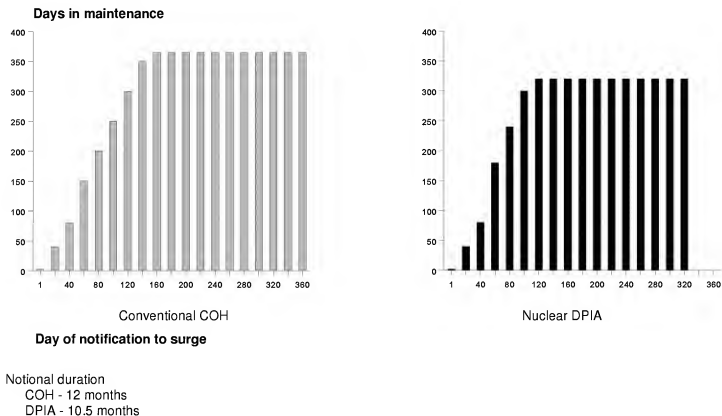 Days in maintenance
400
350
300
250
200
150
100
50
0
1 40 80 120 160 200 240 280 320 360
Conventional COH
400
350
300
250
200
150
100
50
0
1 40 80 120 160 200 240 280 320 360
Nuclear DPIA
Day of notification to surge
Notional duration
COH - 12 months
DPIA - 10.5 months